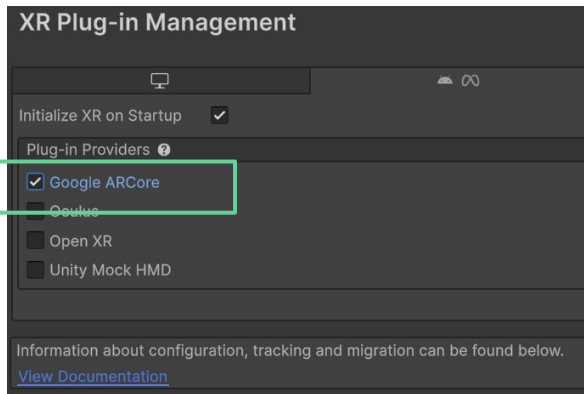 XR Plug-in Management
Initialize XR on Startup
Plug-in Providers
Google ARCore
Oculus
Open XR
Unity Mock HMD
Information about configuration, tracking and migration can be found below.
View Documentation